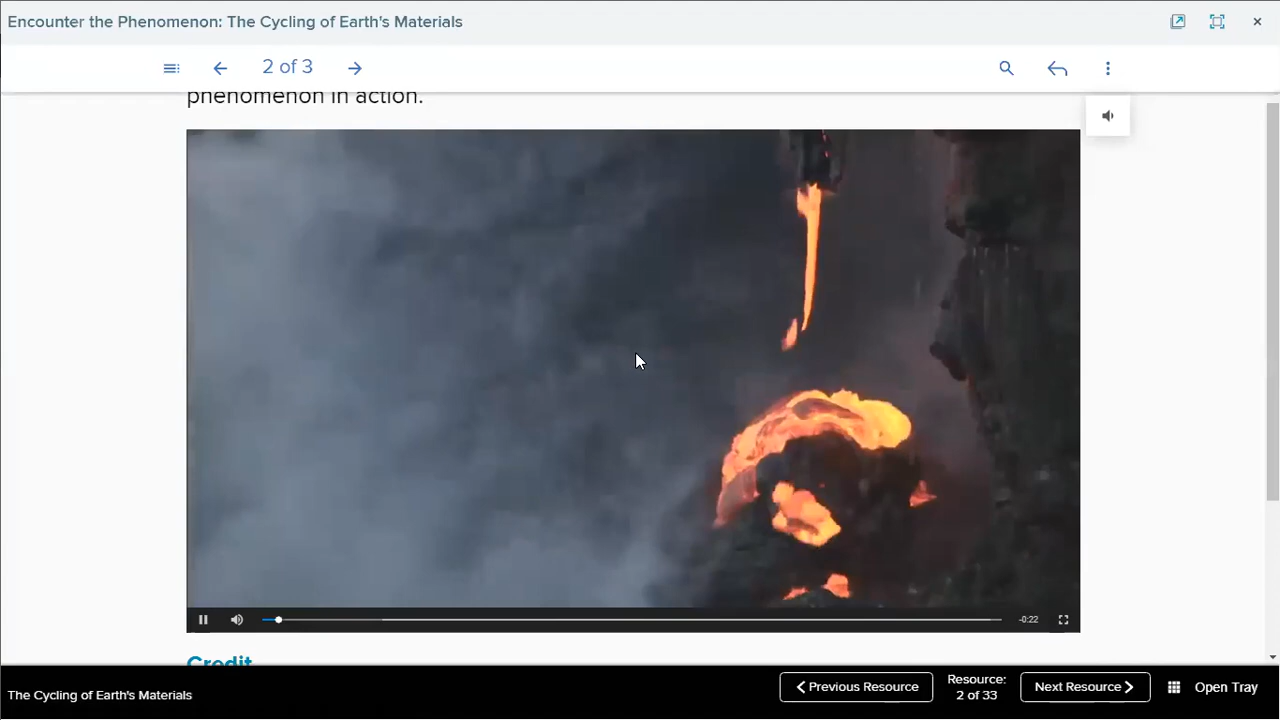 Encounter the Phenomenon: The Cycling of Earth's Materials
2 of 3
phenomenon in action.
-0:22
Credit
The Cycling of Earth's Materials
Previous Resource
Resource:
2 of 33
Next Resource
Open Tray